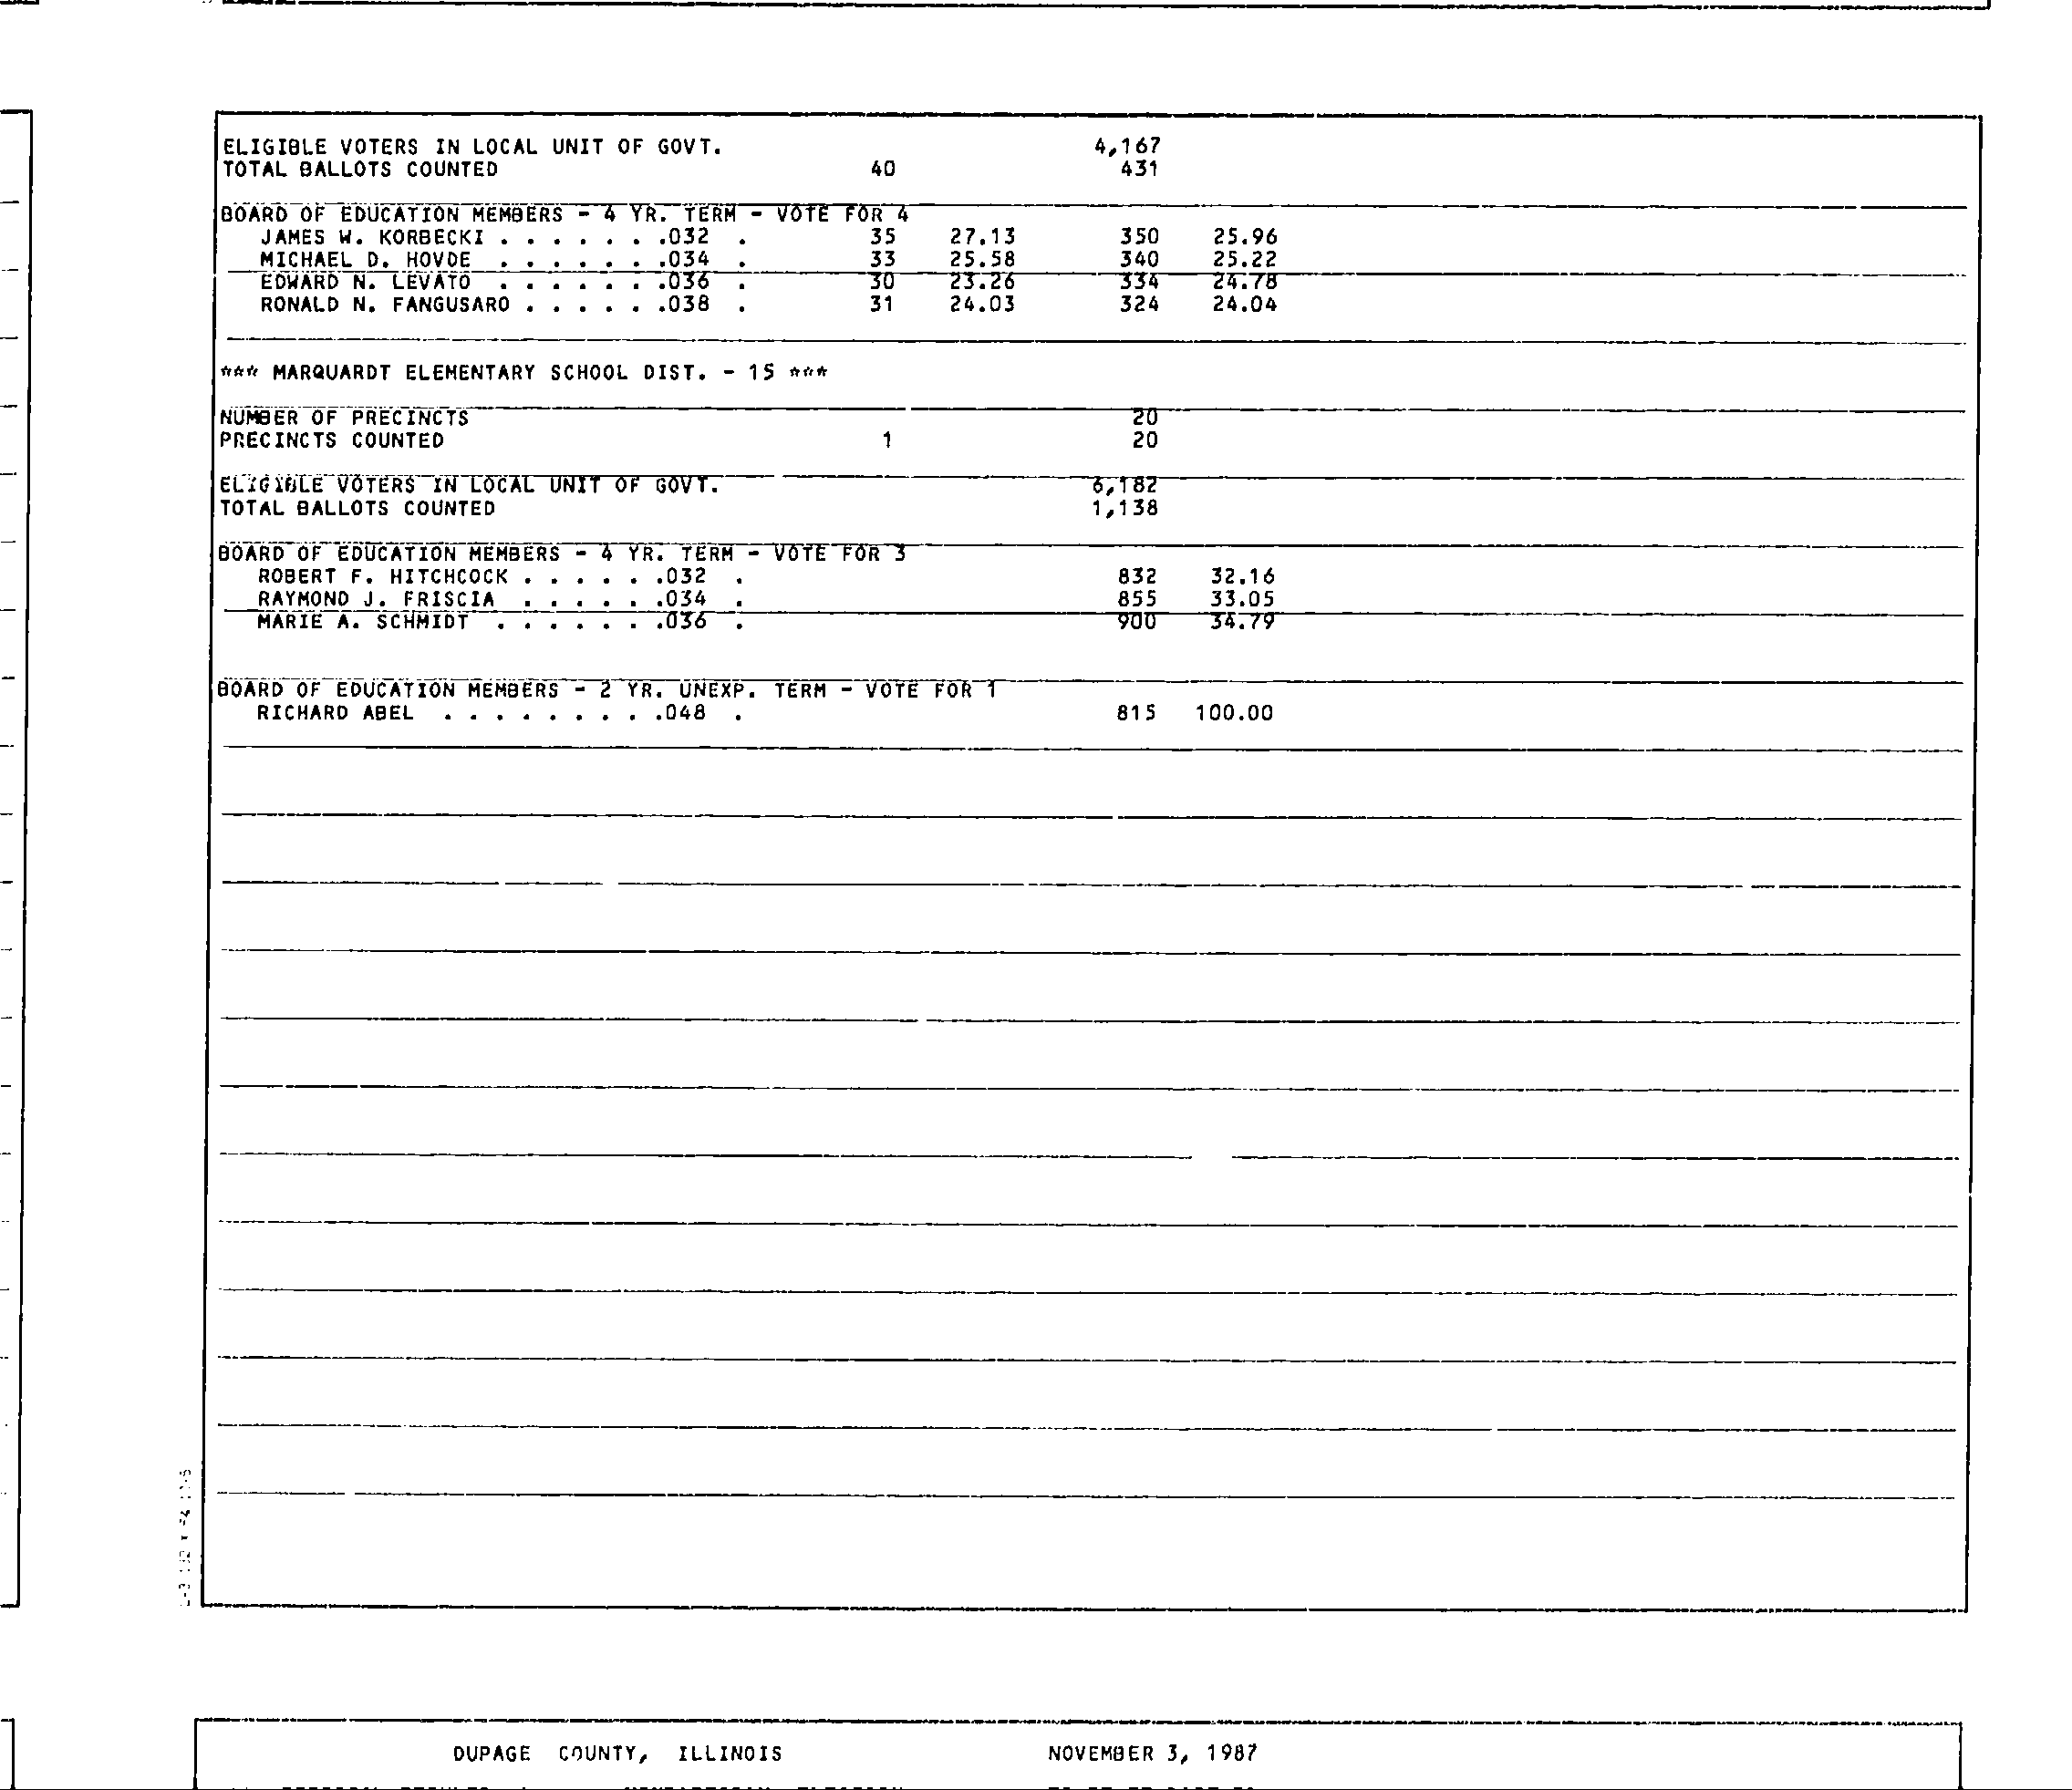 ELIGIBLE VOTERS IN LOCAL UNIT OF GOVT. 4,167
TOTAL BALLOTS COUNTED 40 431
BOARD OF EDUCATION MEMBERS - 4 YR. TERM - VOTE FOR 4
JAMES W. KORBECKI . . . . . . .032 . 35 27.13 350 25.96
MICHAEL D. HOVDE . . . . . . .034 . 33 25.58 340 25.22
EDWARD N. LEVATO . . . . . . .036 . 30 23.26 334 24.78
RONALD N. FANGUSARO . . . . . .038 . 31 24.03 324 24.04
*** MARQUARDT ELEMENTARY SCHOOL DIST. - 15 ***
NUMBER OF PRECINCTS 20
PRECINCTS COUNTED 1 20
ELIGIBLE VOTERS IN LOCAL UNIT OF GOVT. 6,182
TOTAL BALLOTS COUNTED 1,138
BOARD OF EDUCATION MEMBERS - 4 YR. TERM - VOTE FOR 3
ROBERT F. HITCHCOCK . . . . . .032 . 832 32.16
RAYMOND J. FRISCIA . . . . . .034 . 855 33.05
MARIE A. SCHMIDT . . . . . . .036 . 900 34.79
BOARD OF EDUCATION MEMBERS - 2 YR. UNEXP. TERM - VOTE FOR 1
RICHARD ABEL . . . . . . . . .048 . 815 100.00
DUPAGE COUNTY, ILLINOIS NOVEMBER 3, 1987